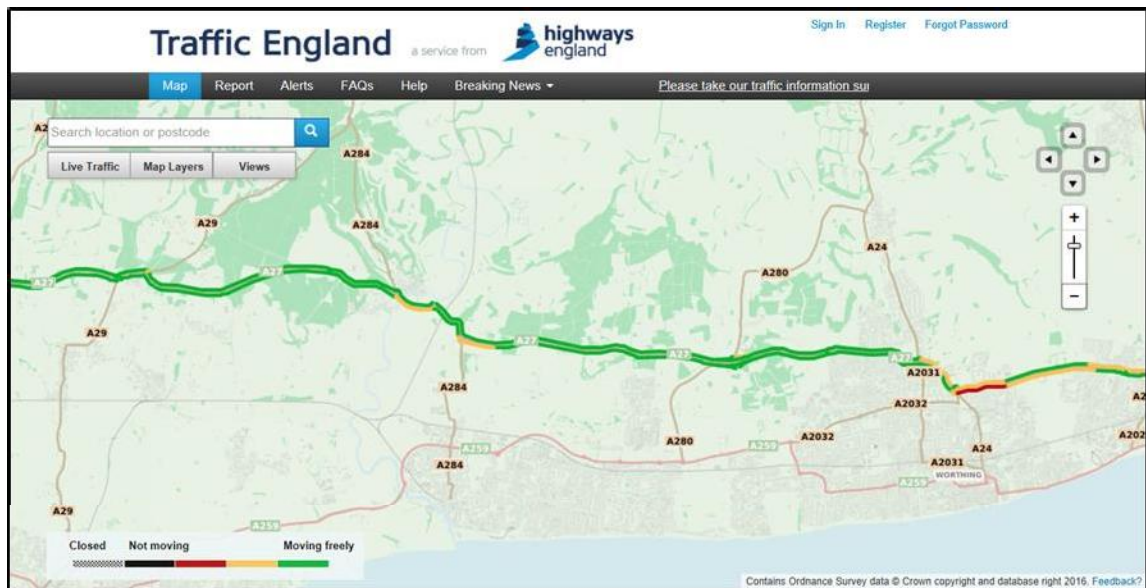 Sign In Register Forgot Password
Traffic England a service from highways england
Map Report Alerts FAQs Help Breaking News Please take our traffic information sur
Search location or postcode
A284
Live Traffic Map Layers Views
A29
A284
A24
A27
A280
A27
A29
A27
A27
A27
A2031
A284
A2032
A280
A2032
A259
A259
A24
A202
A284
A2031
WORTHING
A259
A29
A259
Closed Not moving Moving freely
Contains Ordnance Survey data © Crown copyright and database right 2016. Feedback?